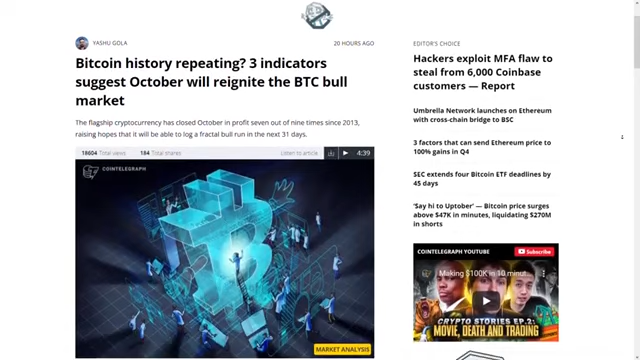 YASHU GOLA
20 HOURS AGO
Bitcoin history repeating? 3 indicators
suggest October will reignite the BTC bull
market
The flagship cryptocurrency has closed October in profit seven out of nine times since 2013,
raising hopes that it will be able to log a fractal bull run in the next 31 days.
18604 Total views
184 Total shares
Listen to article
4:39
COINTELEGRAPH
MARKET ANALYSIS
EDITOR'S CHOICE
Hackers exploit MFA flaw to
steal from 6,000 Coinbase
customers — Report
Umbrella Network launches on Ethereum
with cross-chain bridge to BSC
3 factors that can send Ethereum price to
100% gains in Q4
SEC extends four Bitcoin ETF deadlines by
45 days
'Say hi to Uptober' — Bitcoin price surges
above $47K in minutes, liquidating $270M
in shorts
COINTELEGRAPH YOUTUBE
Subscribe
Making $100K in 10 minut...
CRYPTO STORIES EP.2:
MOVIE, DEATH AND TRADING